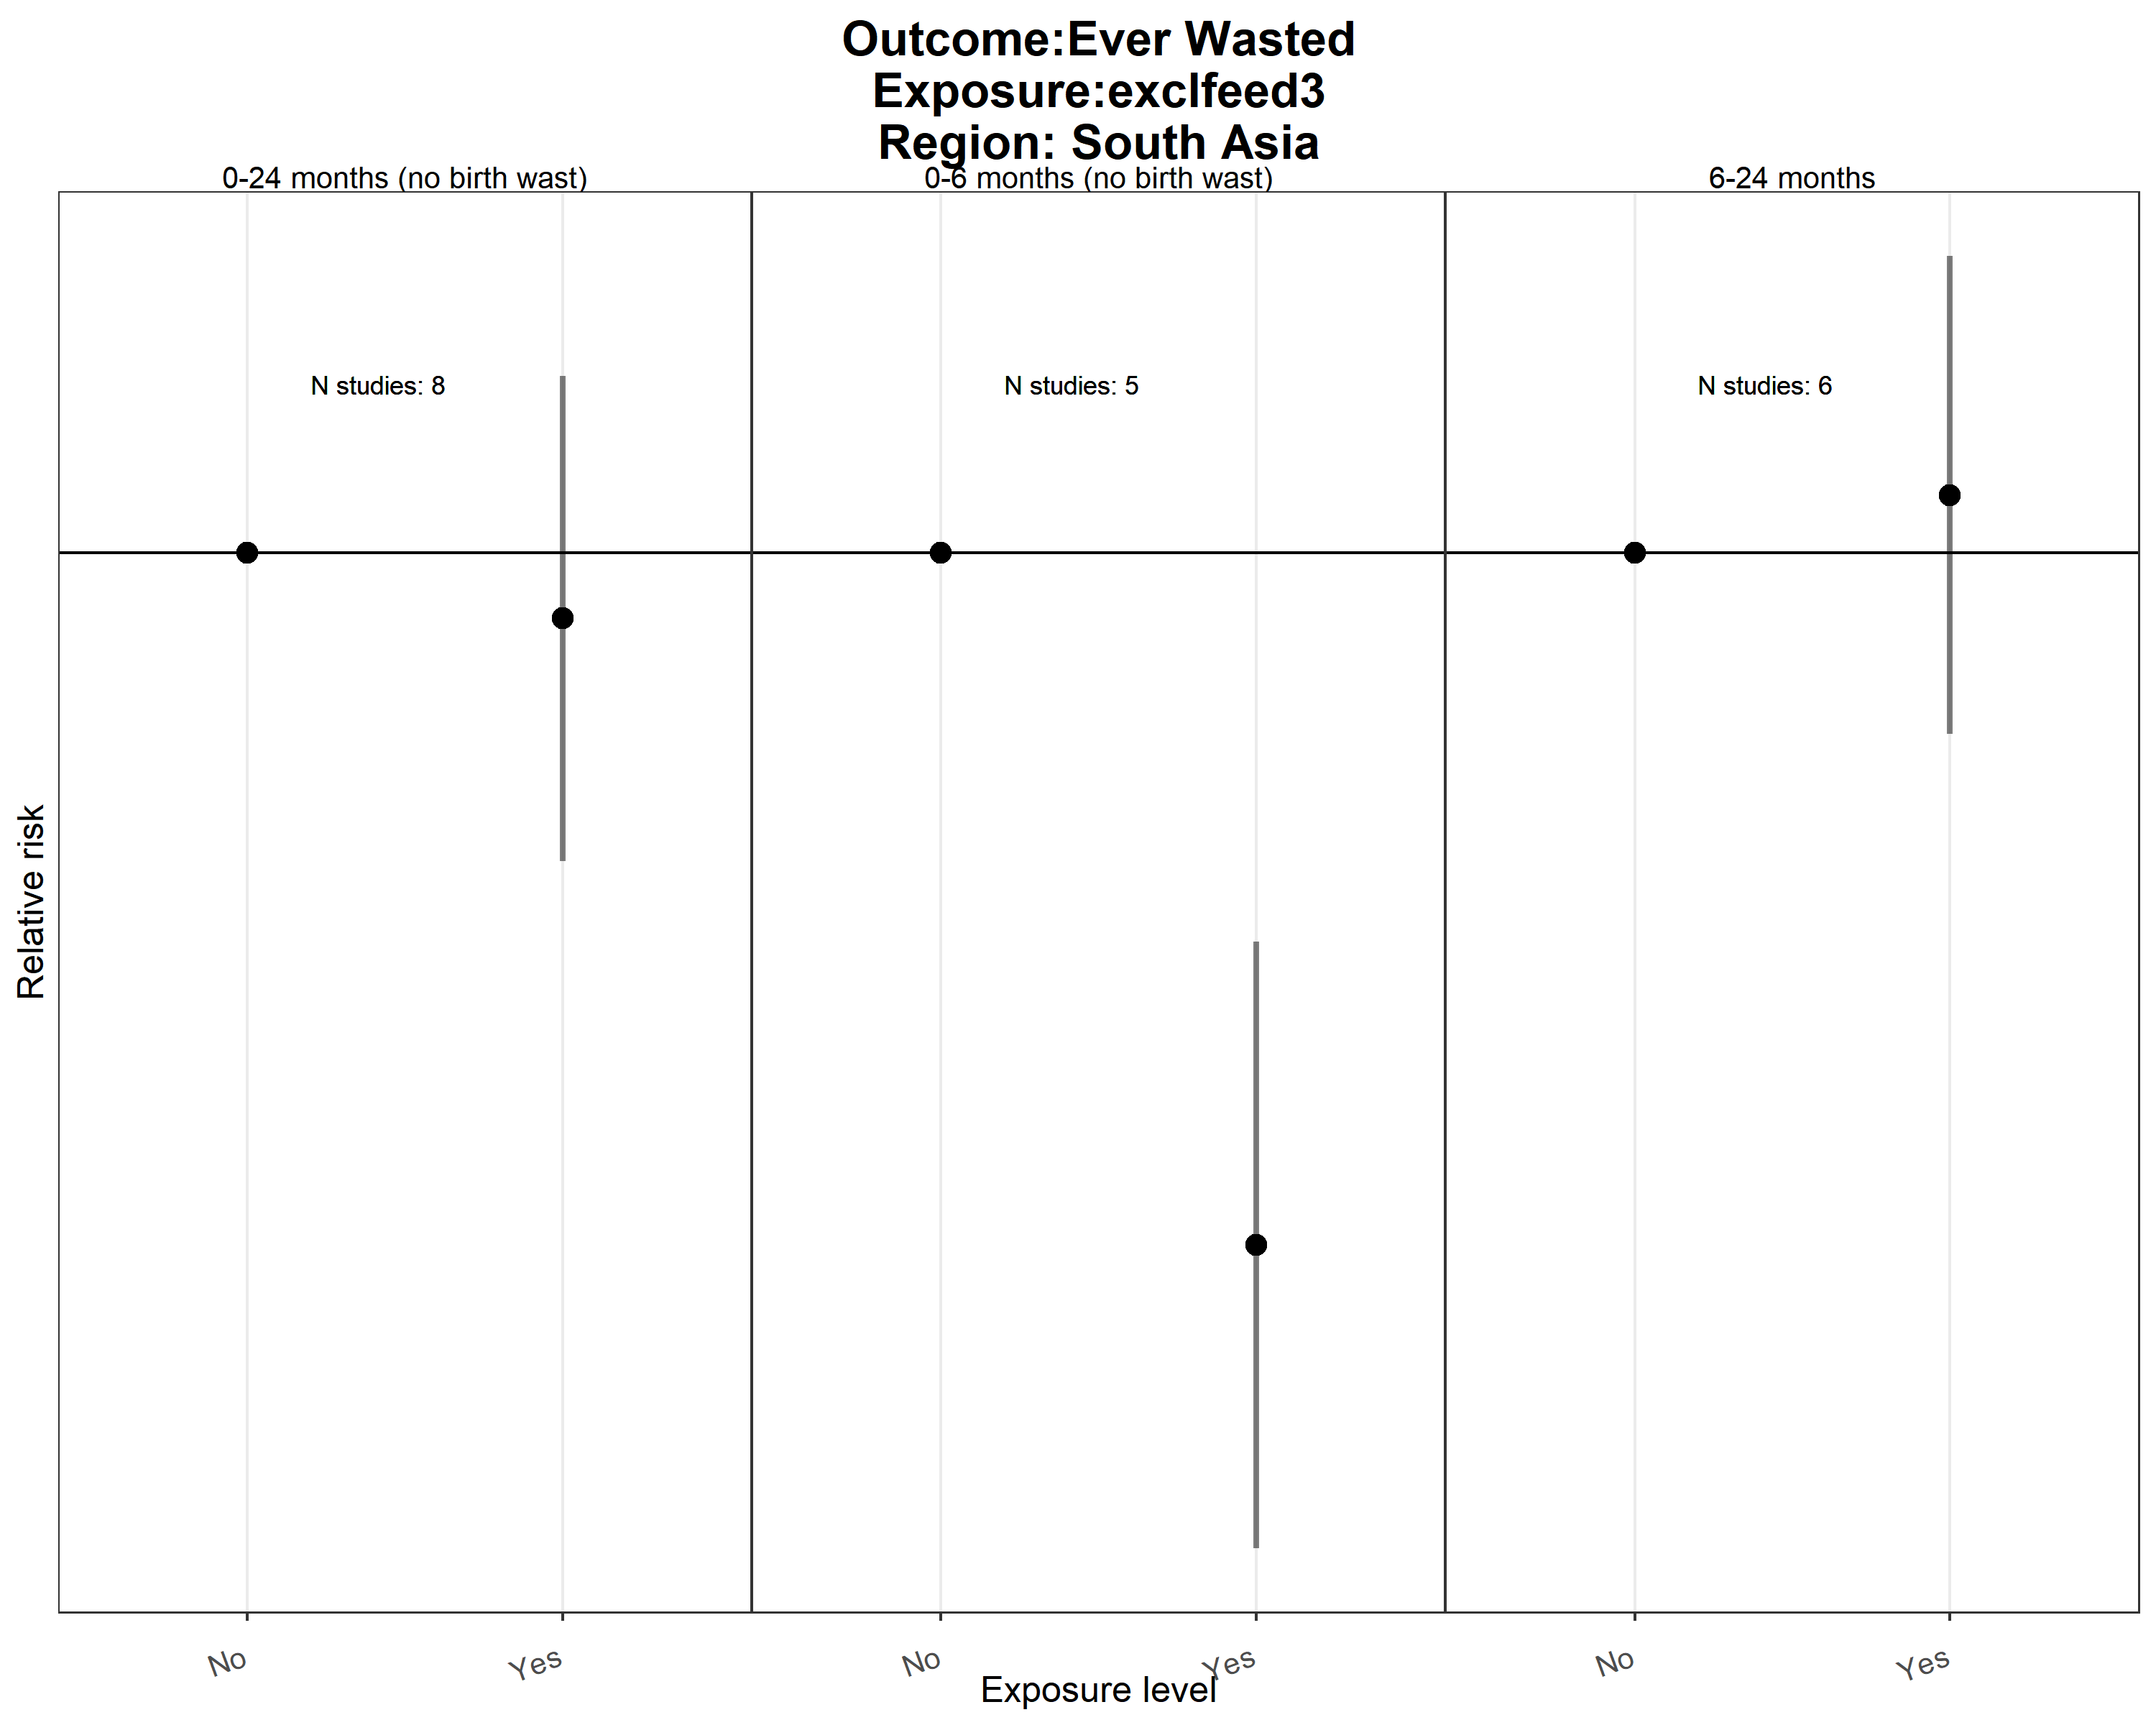 Outcome:Ever Wasted
Exposure:exclfeed3
Region: South Asia
0-24 months (no birth wast)
0-6 months (no birth wast)
6-24 months
N studies: 8
N studies: 5
N studies: 6
Relative risk
No
Yes
No
Yes
No
Yes
Exposure level